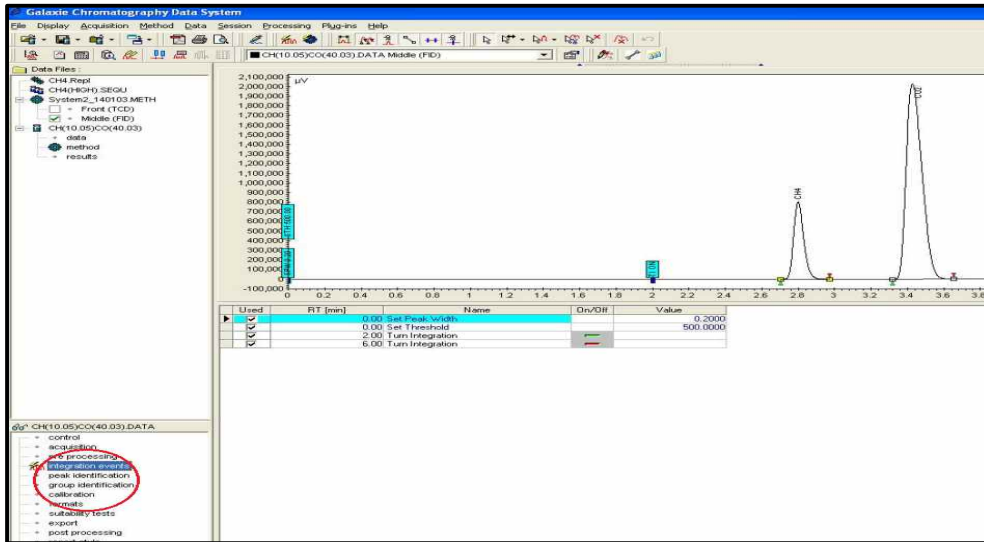 Galaxie Chromatography Data System
File Display Acquisition Method Data Session Processing Plug-ins Help
CH(10.05)CO(40.03).DATA Middle (FID)
Data Files :
CH4.Repl
CH4(HIGH).SEQU
System2_140103.METH
Front (TCD)
Middle (FID)
CH(10.05)CO(40.03)
data
method
results
µV
2,100,000
2,000,000
1,900,000
1,800,000
1,700,000
1,600,000
1,500,000
1,400,000
1,300,000
1,200,000
1,100,000
1,000,000
900,000
800,000
700,000
600,000
500,000
400,000
300,000
200,000
100,000
0
-100,000
CH4
CO2
0 0.2 0.4 0.6 0.8 1 1.2 1.4 1.6 1.8 2 2.2 2.4 2.6 2.8 3 3.2 3.4 3.6 3.8
Used RT [min] Name On/Off Value
0.00 Set Peak Width 0.2000
0.00 Set Threshold 500.0000
2.00 Turn Integration
6.00 Turn Integration
CH(10.05)CO(40.03).DATA
control
acquisition
pre processing
integration events
peak identification
group identification
calibration
formats
suitability tests
export
post processing